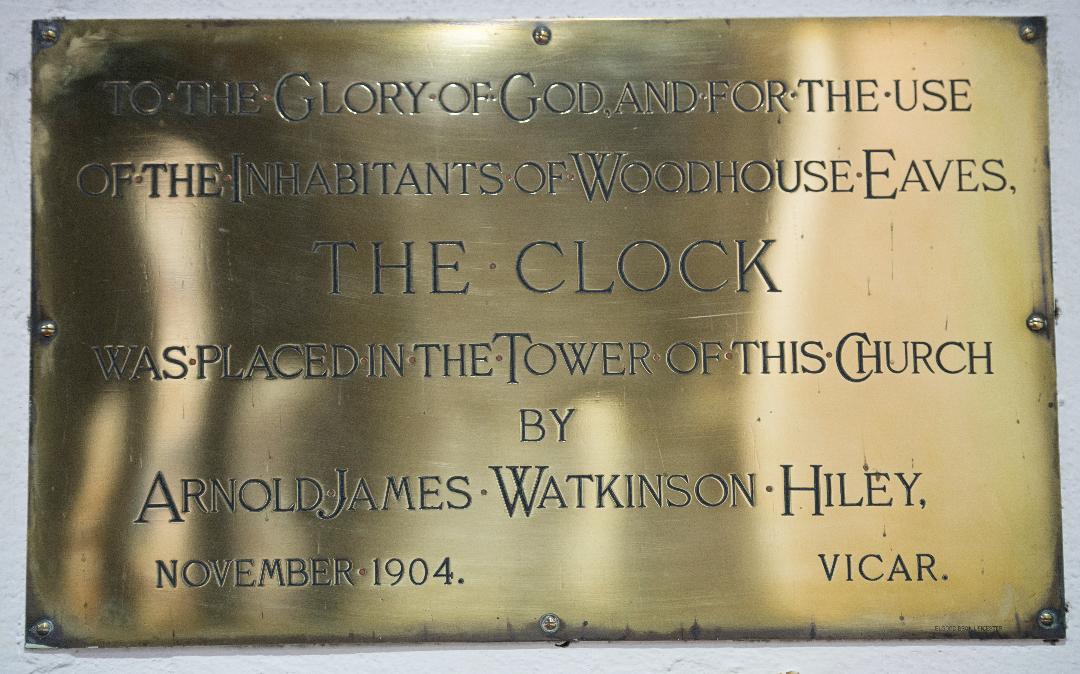 TO·THE·GLORY·OF·GOD, AND·FOR·THE·USE
OF·THE·INHABITANTS·OF·WOODHOUSE·EAVES,
THE·CLOCK
WAS·PLACED·IN·THE·TOWER·OF·THIS·CHURCH
BY
ARNOLD·JAMES·WATKINSON·HILEY,
NOVEMBER·1904. VICAR.